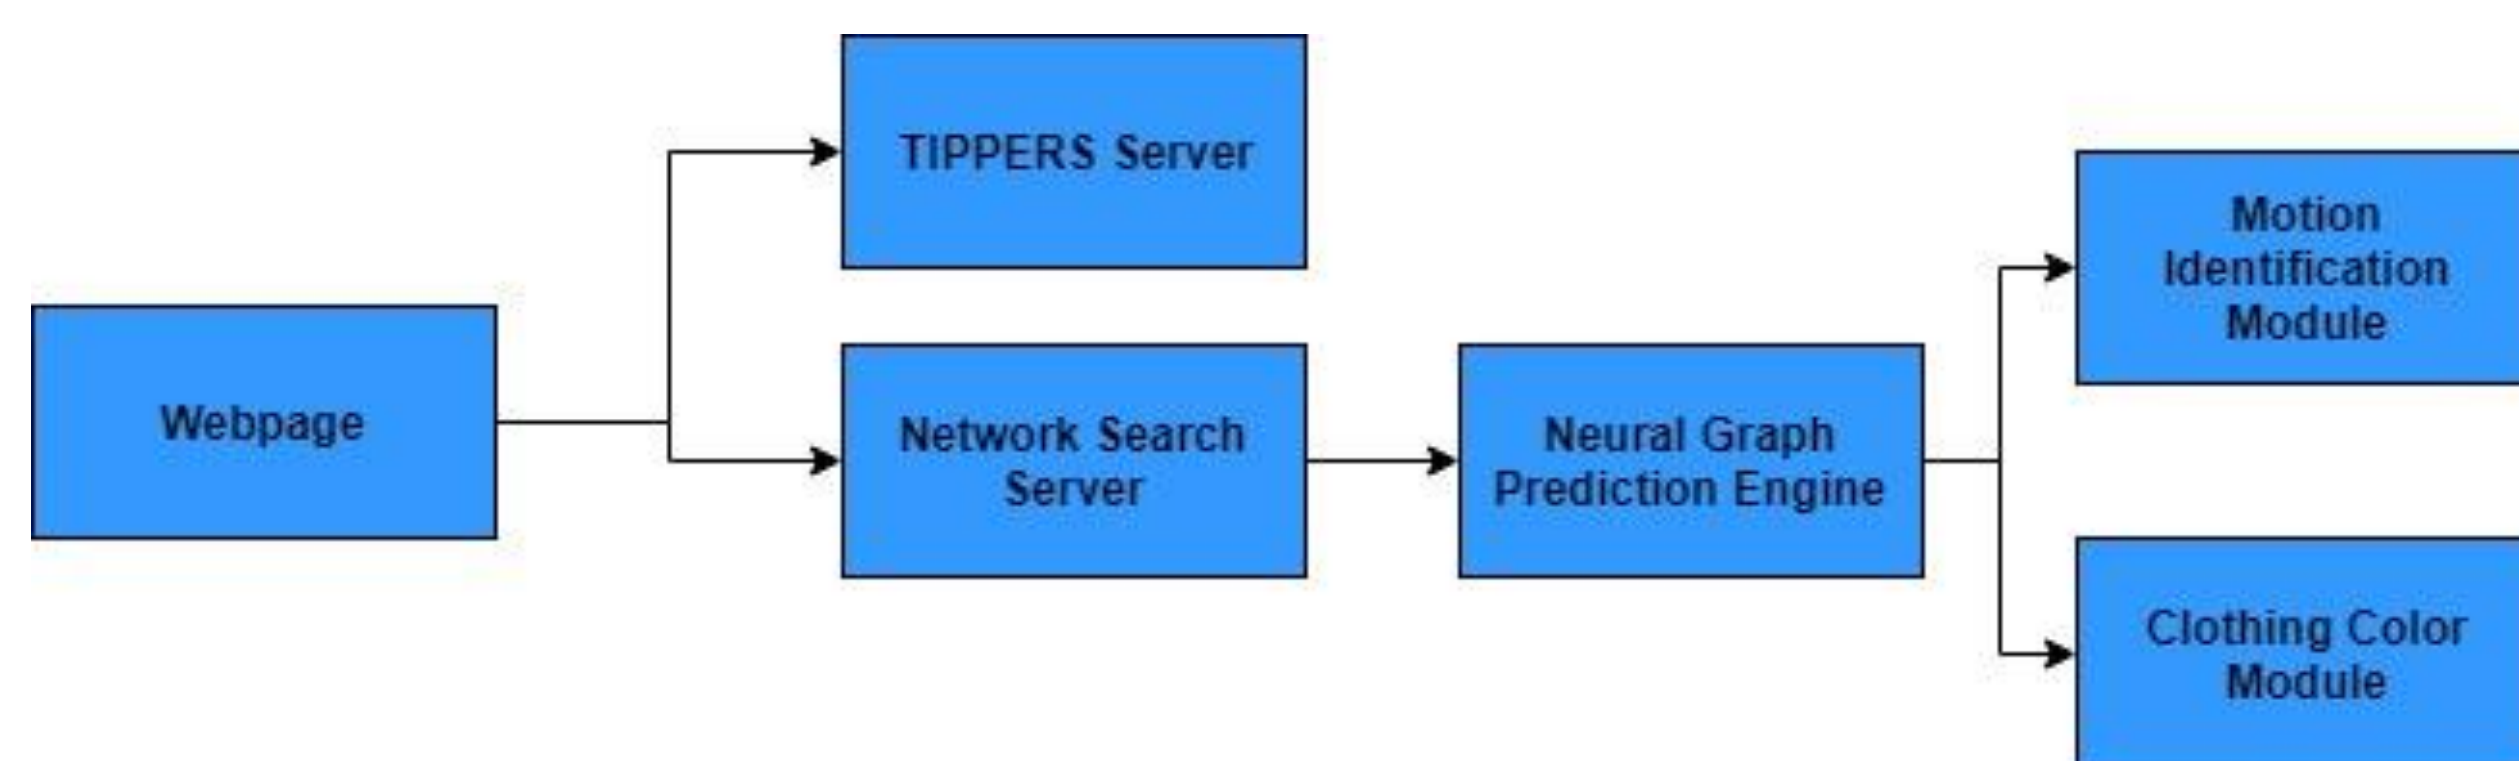 TIPPERS Server
Webpage
Network Search
Server
Neural Graph
Prediction Engine
Motion
Identification
Module
Clothing Color
Module